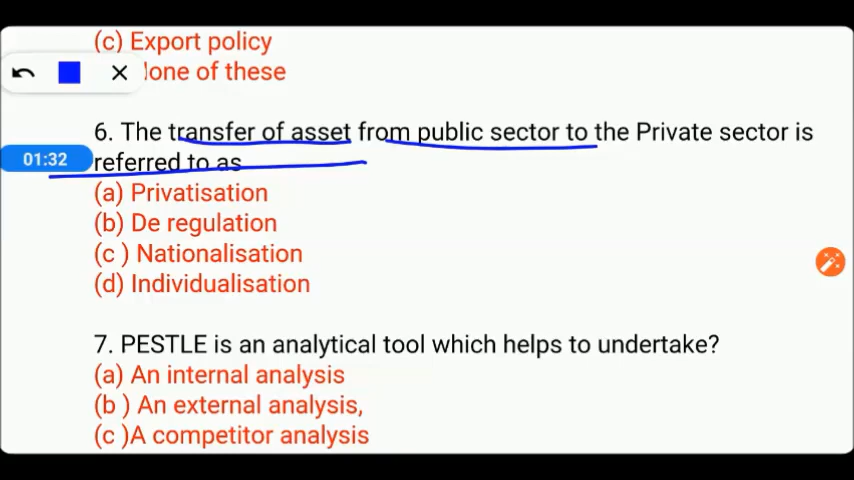 (c) Export policy
None of these
6. The transfer of asset from public sector to the Private sector is
01:32
referred to as
(a) Privatisation
(b) De regulation
(c ) Nationalisation
(d) Individualisation
7. PESTLE is an analytical tool which helps to undertake?
(a) An internal analysis
(b ) An external analysis,
(c )A competitor analysis